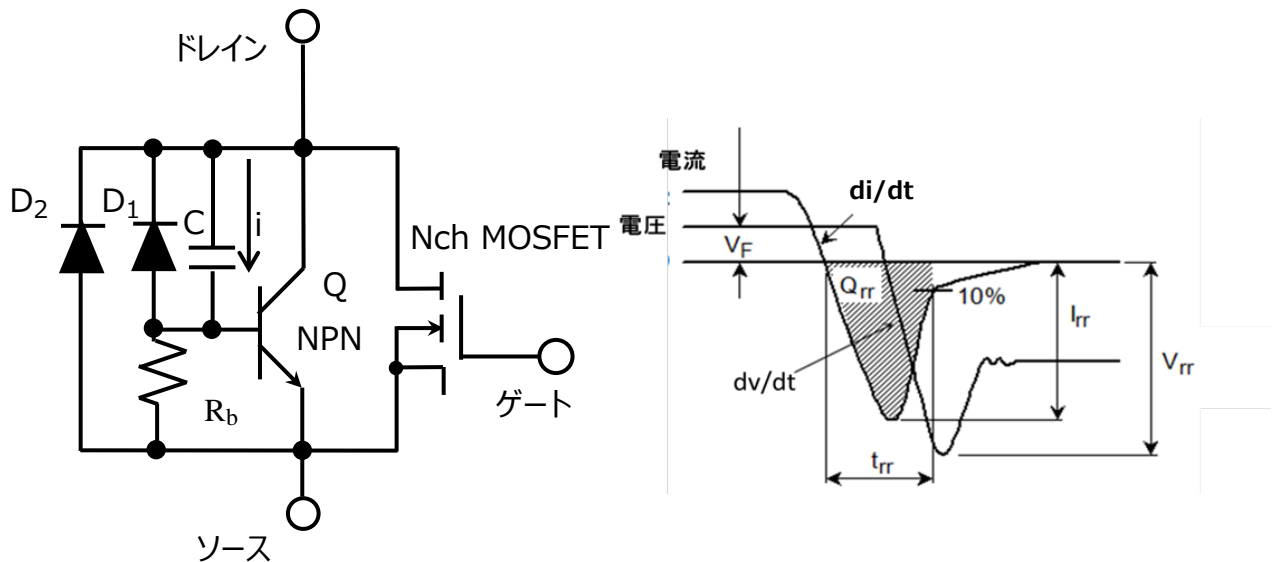 ドレイン
D2
D1
C
i
Q
NPN
Nch MOSFET
Rb
ゲート
ソース
電流
di/dt
電圧
VF
Qrr
10%
Irr
Vrr
dv/dt
trr